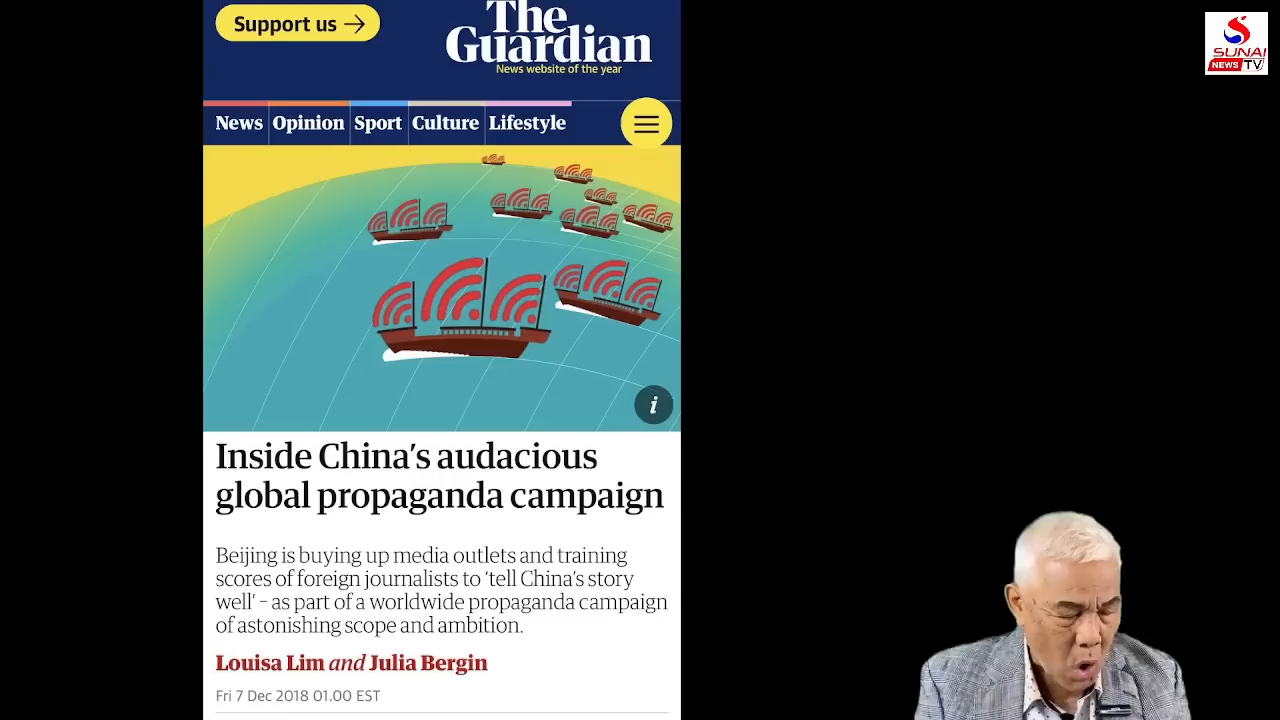 Support us →
The
Guardian
News website of the year
News Opinion Sport Culture Lifestyle
i
Inside China's audacious
global propaganda campaign
Beijing is buying up media outlets and training
scores of foreign journalists to 'tell China's story
well' – as part of a worldwide propaganda campaign
of astonishing scope and ambition.
Louisa Lim and Julia Bergin
Fri 7 Dec 2018 01.00 EST
SUNAI
NEWS TV